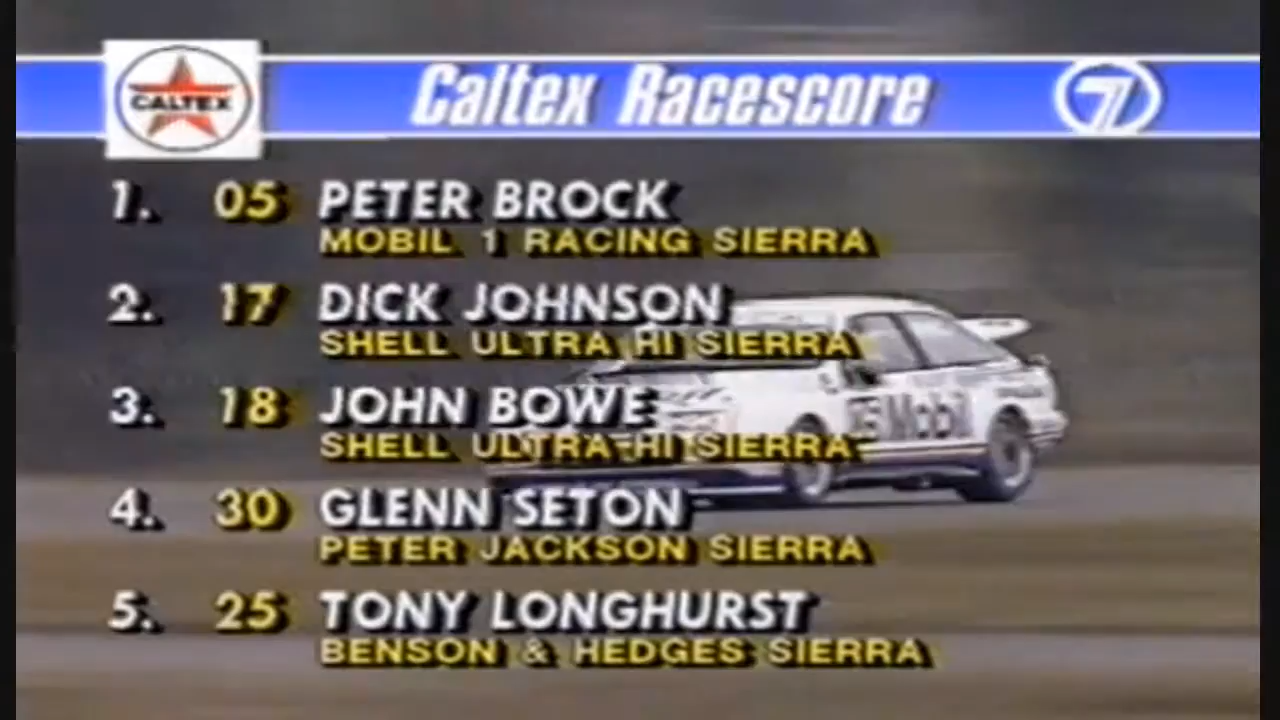 CALTEX
Caltex Racescore
7
1. 05 PETER BROCK
MOBIL 1 RACING SIERRA
2. 17 DICK JOHNSON
SHELL ULTRA HI SIERRA
3. 18 JOHN BOWE
SHELL ULTRA-HI SIERRA
4. 30 GLENN SETON
PETER JACKSON SIERRA
5. 25 TONY LONGHURST
BENSON & HEDGES SIERRA
05 Mobil